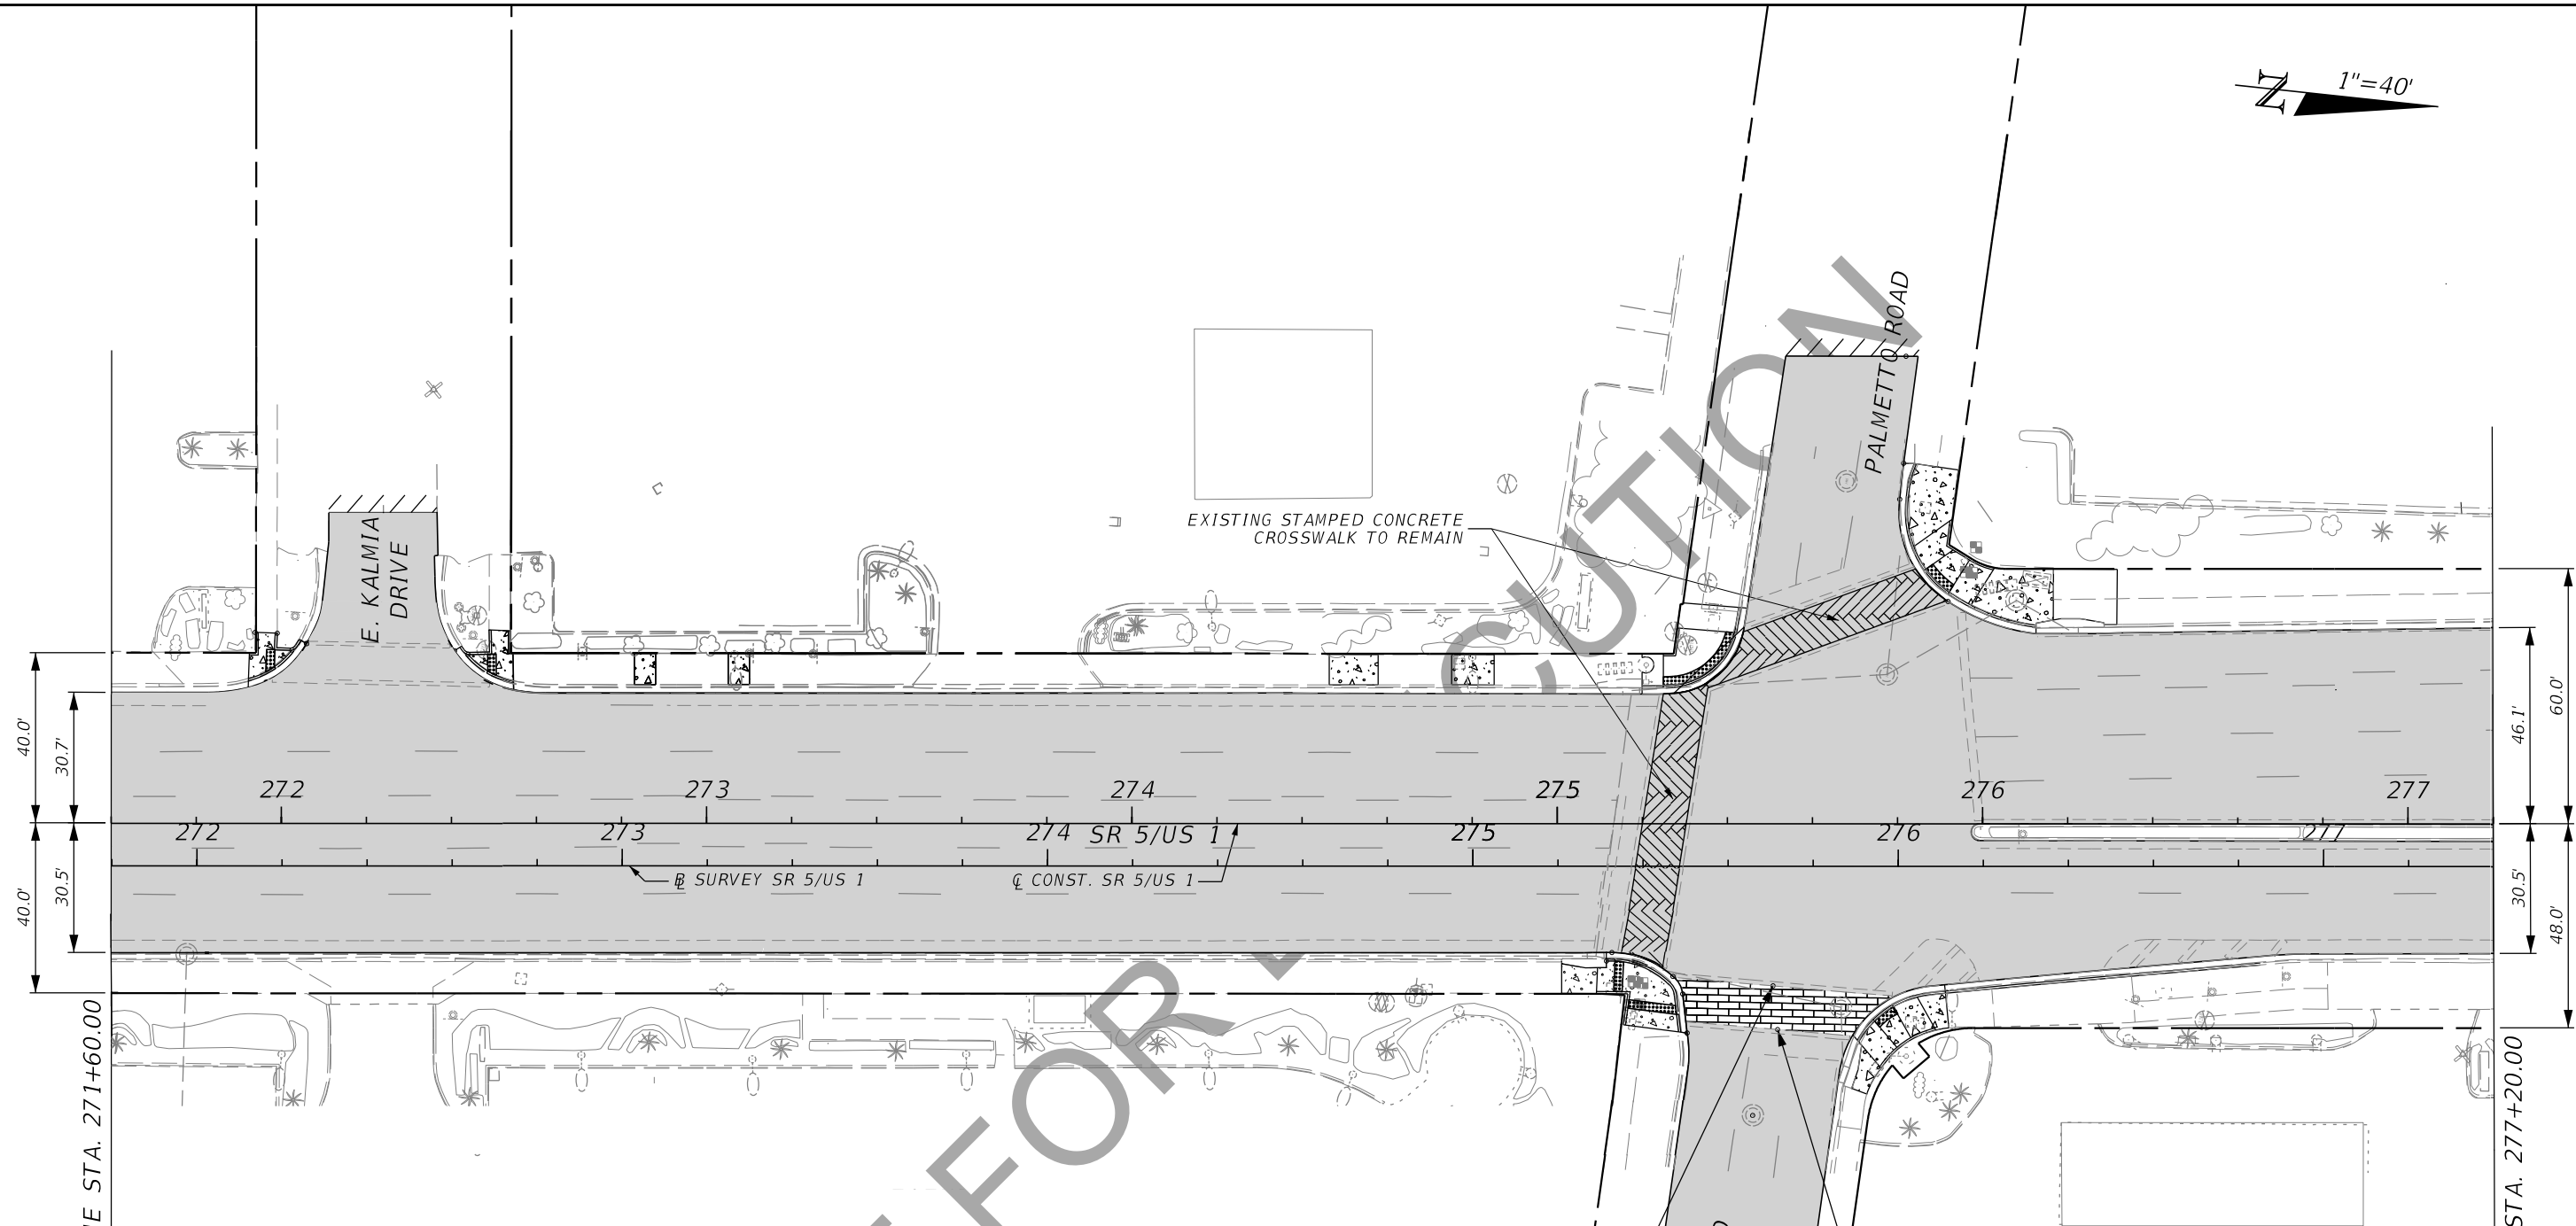 1"=40'
N
PALMETTO ROAD
E. KALMIA
DRIVE
EXISTING STAMPED CONCRETE
CROSSWALK TO REMAIN
40.0'
30.7'
46.1'
60.0'
272 273 274 275 276 277
272 273 274 SR 5/US 1 275 276 277
℄ CONST. SR 5/US 1
SURVEY SR 5/US 1
40.0'
30.5'
30.5'
48.0'
STA. 271+60.00
STA. 277+20.00
CUTION
FOR